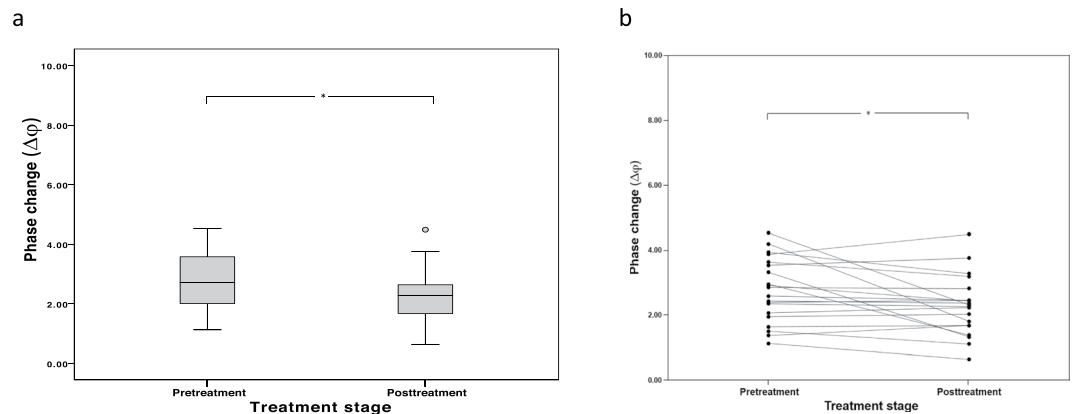 a
10.00
8.00
6.00
4.00
2.00
0.00
Phase change (Δφ)
*
Pretreatment
Posttreatment
Treatment stage
b
10.00
8.00
6.00
4.00
2.00
0.00
Phase change (Δφ)
*
Pretreatment
Posttreatment
Treatment stage